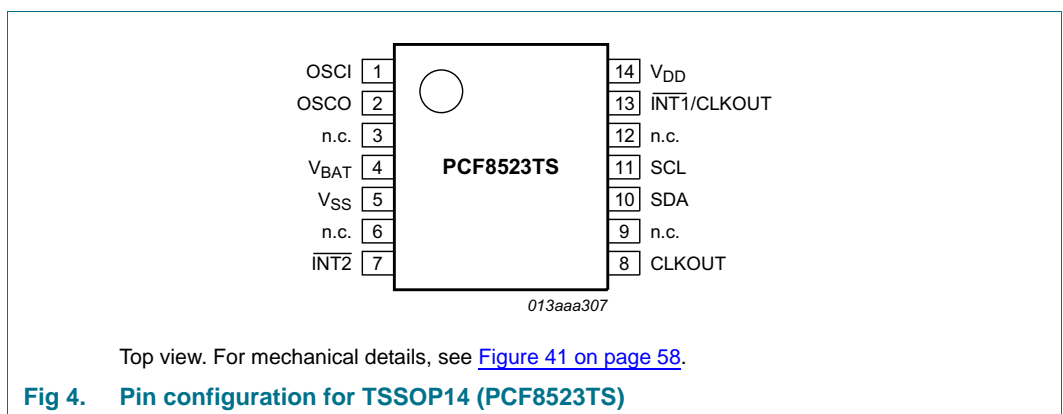 OSCI 1 14 VDD
OSCO 2 13 INT1/CLKOUT
n.c. 3 12 n.c.
VBAT 4 PCF8523TS 11 SCL
VSS 5 10 SDA
n.c. 6 9 n.c.
INT2 7 8 CLKOUT
013aaa307
Top view. For mechanical details, see Figure 41 on page 58.
Fig 4. Pin configuration for TSSOP14 (PCF8523TS)